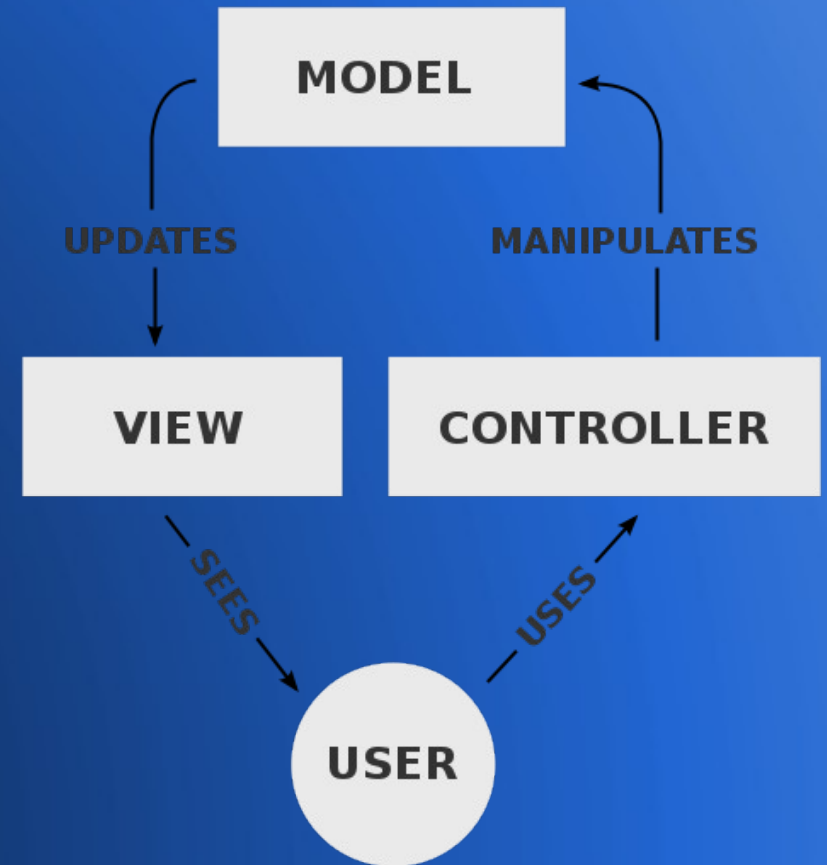 MODEL
UPDATES
MANIPULATES
VIEW
CONTROLLER
SEES
USES
USER